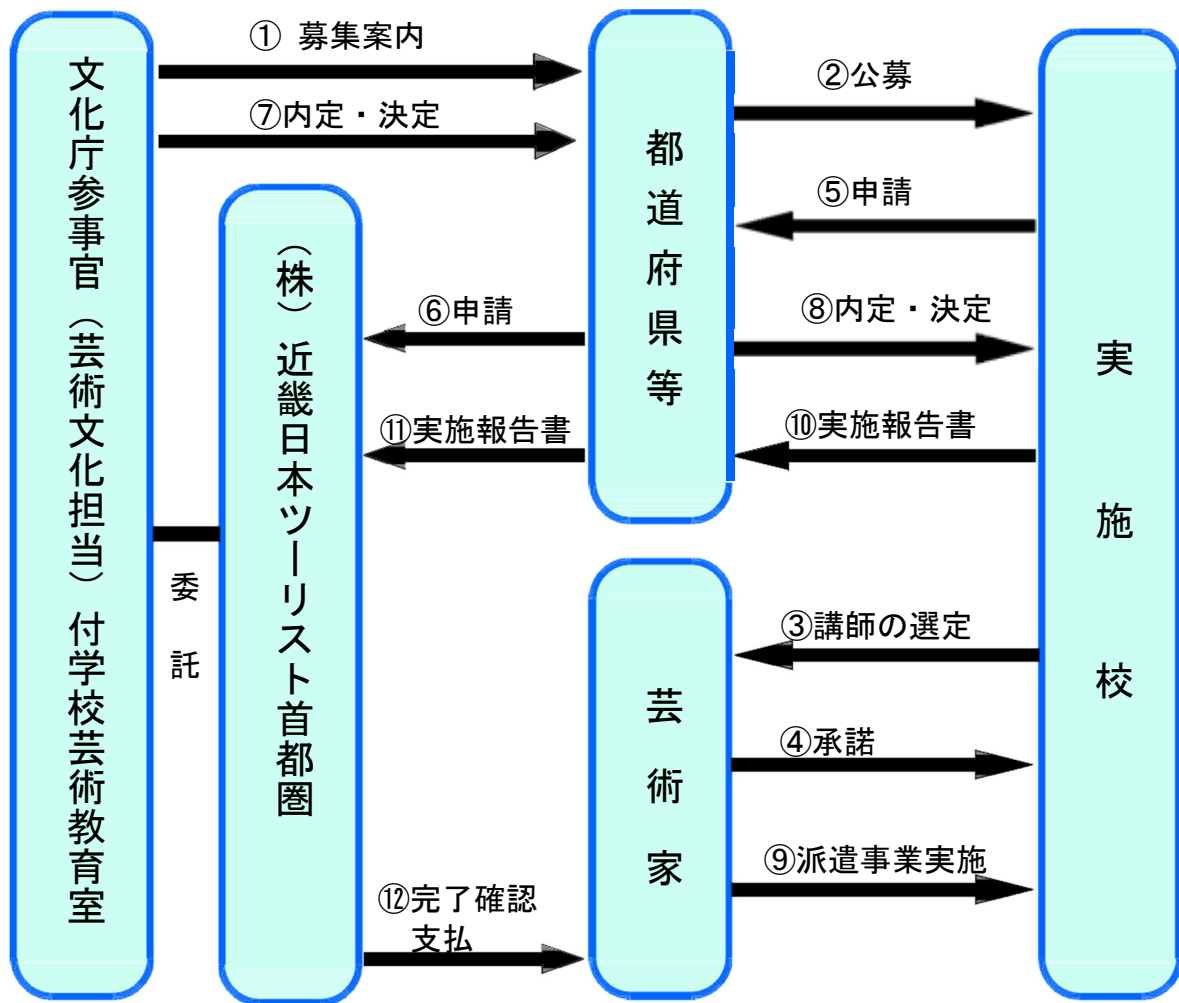 ① 募集案内
⑦内定・決定
②公募
⑤申請
⑥申請
⑧内定・決定
⑪実施報告書
⑩実施報告書
③講師の選定
④承諾
⑨派遣事業実施
⑫完了確認
支払
文化庁参事官（芸術文化担当）付学校芸術教育室
委託
（株）近畿日本ツーリスト首都圏
都道府県等
芸術家
実施校